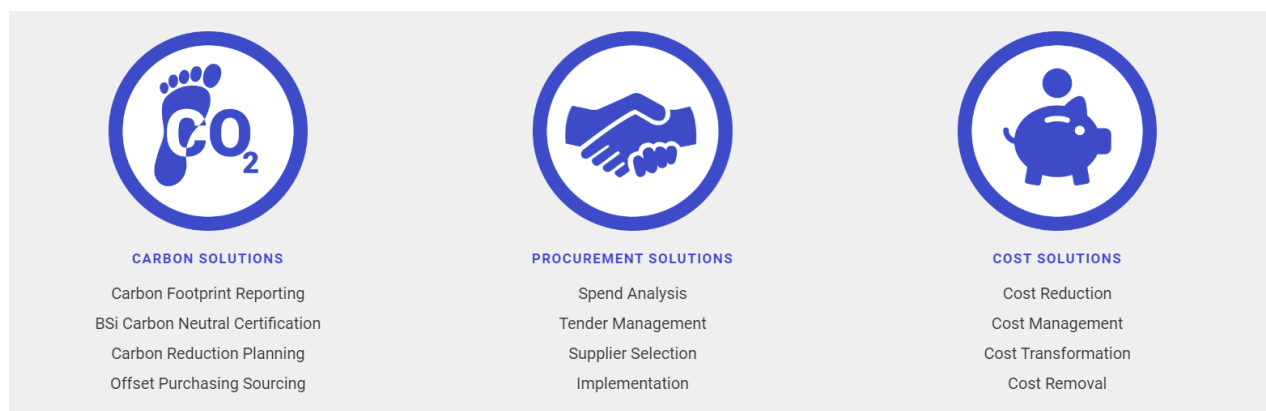 CO2
CARBON SOLUTIONS
Carbon Footprint Reporting
BSi Carbon Neutral Certification
Carbon Reduction Planning
Offset Purchasing Sourcing
PROCUREMENT SOLUTIONS
Spend Analysis
Tender Management
Supplier Selection
Implementation
COST SOLUTIONS
Cost Reduction
Cost Management
Cost Transformation
Cost Removal